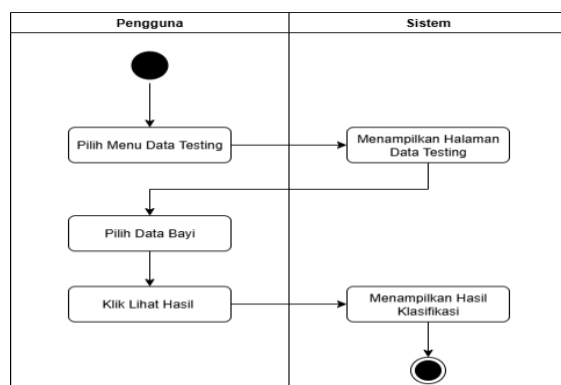 Pengguna
Sistem
Pilih Menu Data Testing
Menampilkan Halaman
Data Testing
Pilih Data Bayi
Klik Lihat Hasil
Menampilkan Hasil
Klasifikasi